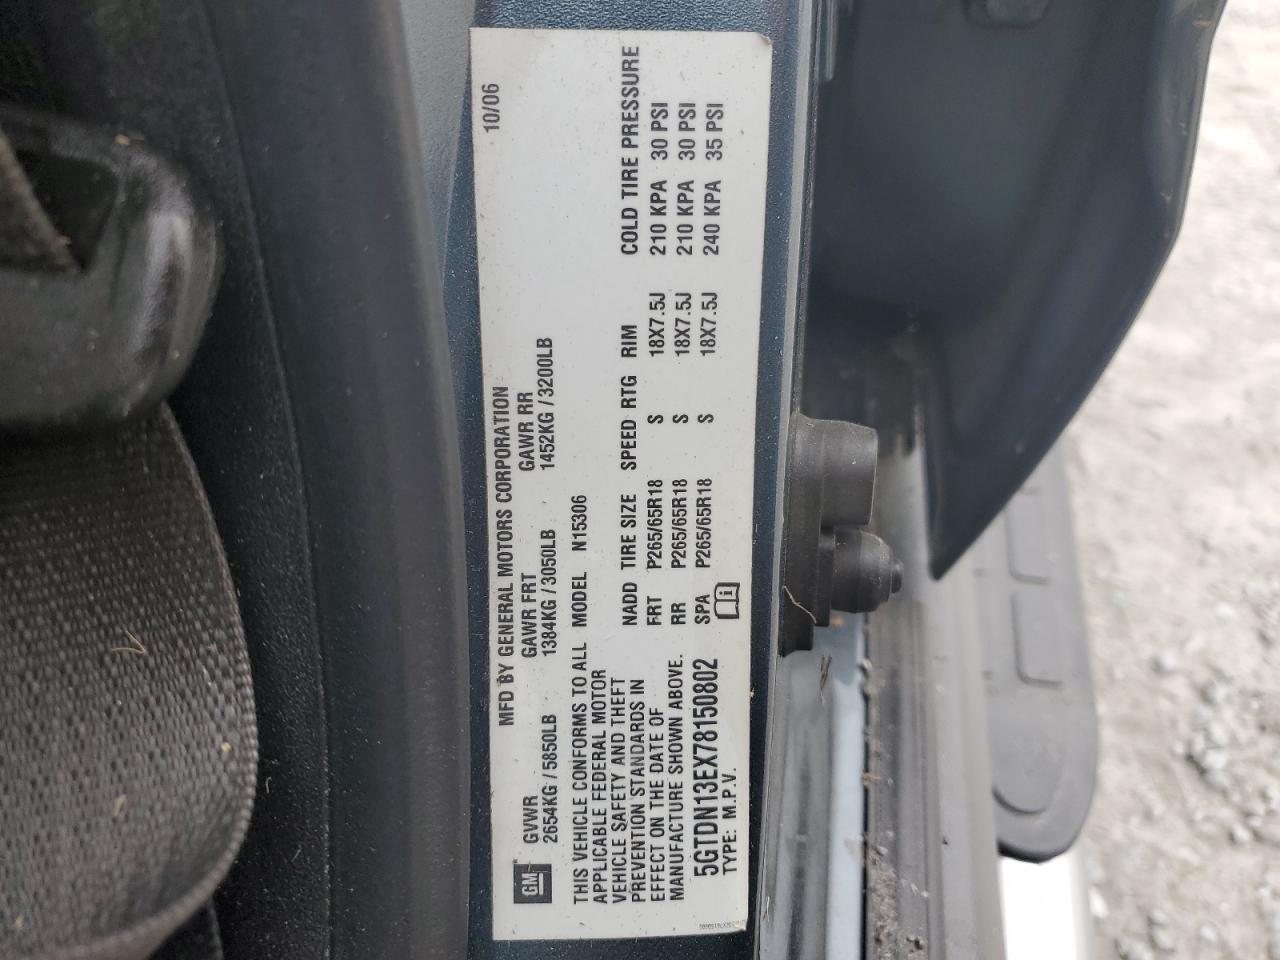 MFD BY GENERAL MOTORS CORPORATION 10/06
GM
GVWR GAWR FRT GAWR RR
2654KG / 5850LB 1384KG / 3050LB 1452KG / 3200LB
THIS VEHICLE CONFORMS TO ALL
APPLICABLE FEDERAL MOTOR
VEHICLE SAFETY AND THEFT
PREVENTION STANDARDS IN
EFFECT ON THE DATE OF
MANUFACTURE SHOWN ABOVE.
5GTDN13EX78150802
TYPE: M.P.V.
MODEL N15306
NADD TIRE SIZE SPEED RTG RIM COLD TIRE PRESSURE
FRT P265/65R18 S 18X7.5J 210 KPA 30 PSI
RR P265/65R18 S 18X7.5J 210 KPA 30 PSI
SPA P265/65R18 S 18X7.5J 240 KPA 35 PSI